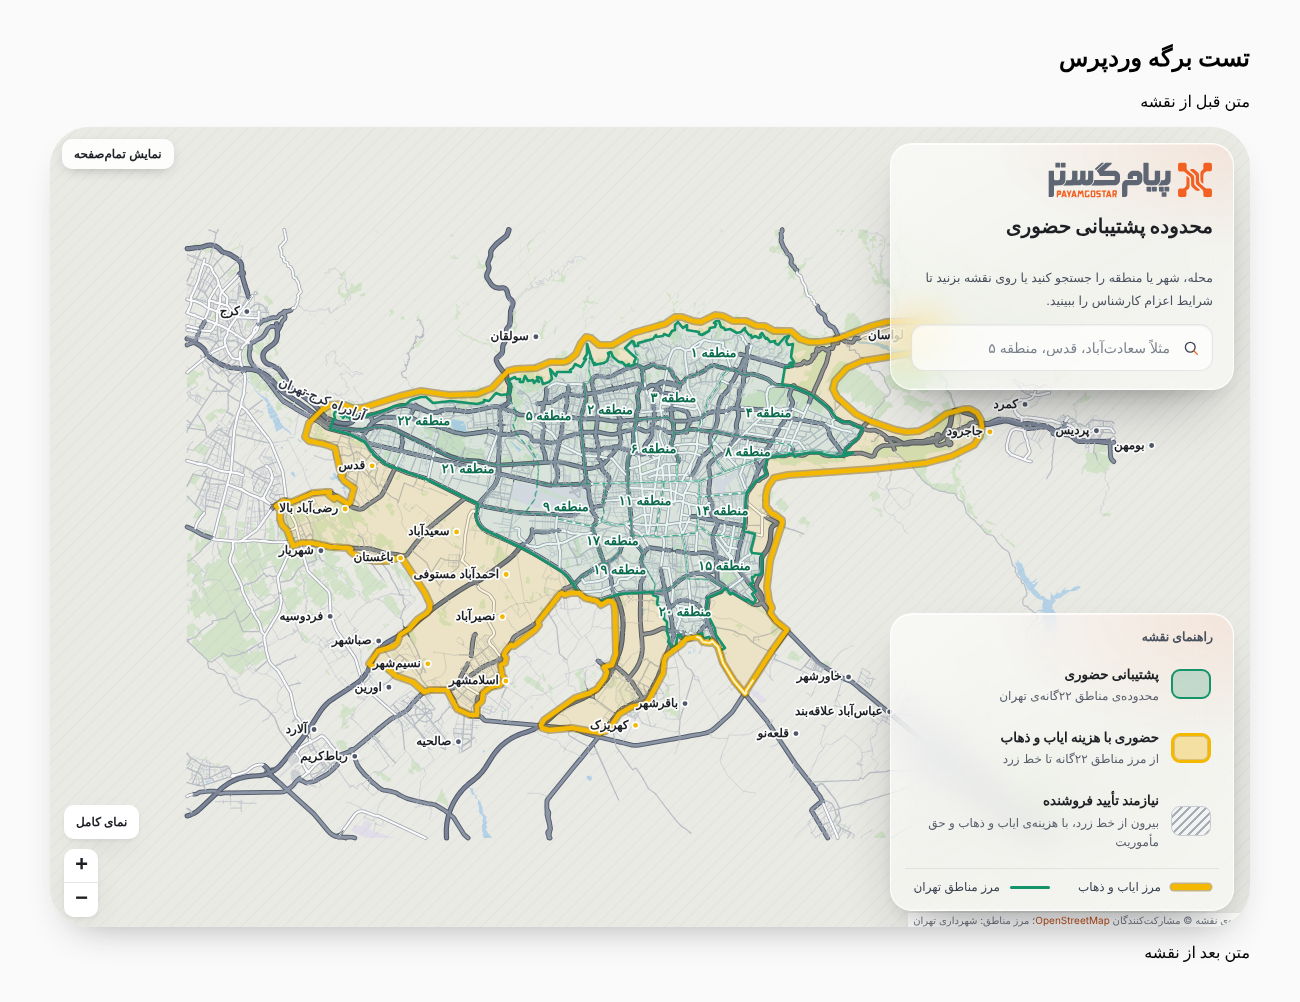 تست برگه وردپرس
متن قبل از نقشه
نمایش تمام‌صفحه
پیام‌گستر
PAYAMGOSTAR
محدوده پشتیبانی حضوری
محله، شهر یا منطقه را جستجو کنید یا روی نقشه بزنید تا
شرایط اعزام کارشناس را ببینید.
مثلاً سعادت‌آباد، قدس، منطقه ۵
کرج
سولقان
لواسان
آزادراه کرج-تهران
منطقه ۱
منطقه ۳
منطقه ۲
منطقه ۵
منطقه ۴
منطقه ۲۲
منطقه ۶
منطقه ۸
منطقه ۲۱
منطقه ۱۱
منطقه ۹
منطقه ۱۴
منطقه ۱۷
منطقه ۱۹
منطقه ۱۵
منطقه ۲۰
کمرد
جاجرود
پردیس
بومهن
قدس
رضی‌آباد بالا
سعیدآباد
شهریار
باغستان
احمدآباد مستوفی
فردوسیه
نصیرآباد
صباشهر
نسیم‌شهر
اسلامشهر
اورین
باقرشهر
کهریزک
خاورشهر
عباس‌آباد علاقه‌ند
قلعه‌نو
آلارد
صالحیه
رباط‌کریم
راهنمای نقشه
پشتیبانی حضوری
محدوده‌ی مناطق ۲۲گانه‌ی تهران
حضوری با هزینه ایاب و ذهاب
از مرز مناطق ۲۲گانه تا خط زرد
نیازمند تأیید فروشنده
بیرون از خط زرد، با هزینه‌ی ایاب و ذهاب و حق
مأموریت
مرز ایاب و ذهاب
مرز مناطق تهران
نمای کامل
+
−
نقشه © مشارکت‌کنندگان OpenStreetMap؛ مرز مناطق: شهرداری تهران
متن بعد از نقشه